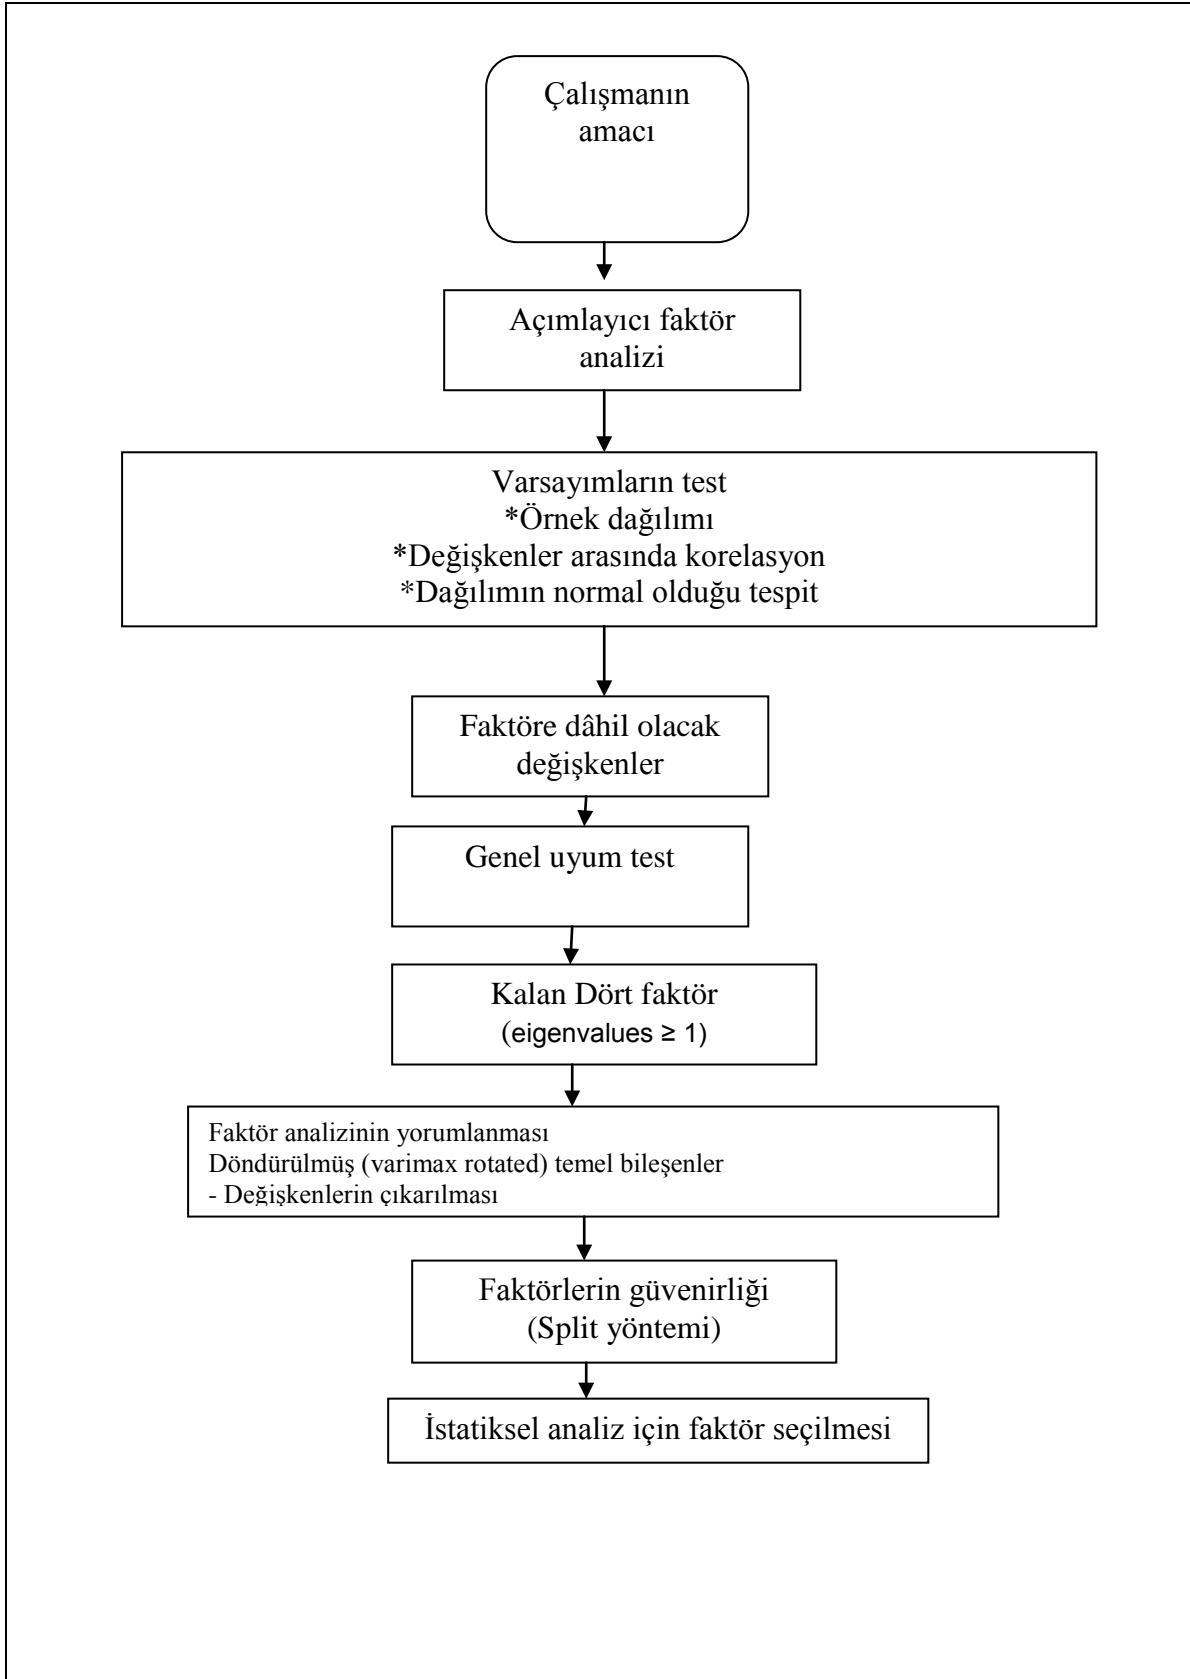 Çalışmanın
amacı
Açımlayıcı faktör
analizi
Varsayımların test
*Örnek dağılımı
*Değişkenler arasında korelasyon
*Dağılımın normal olduğu tespit
Faktöre dâhil olacak
değişkenler
Genel uyum test
Kalan Dört faktör
(eigenvalues ≥ 1)
Faktör analizinin yorumlanması
Döndürülmüş (varimax rotated) temel bileşenler
- Değişkenlerin çıkarılması
Faktörlerin güvenirliği
(Split yöntemi)
İstatiksel analiz için faktör seçilmesi